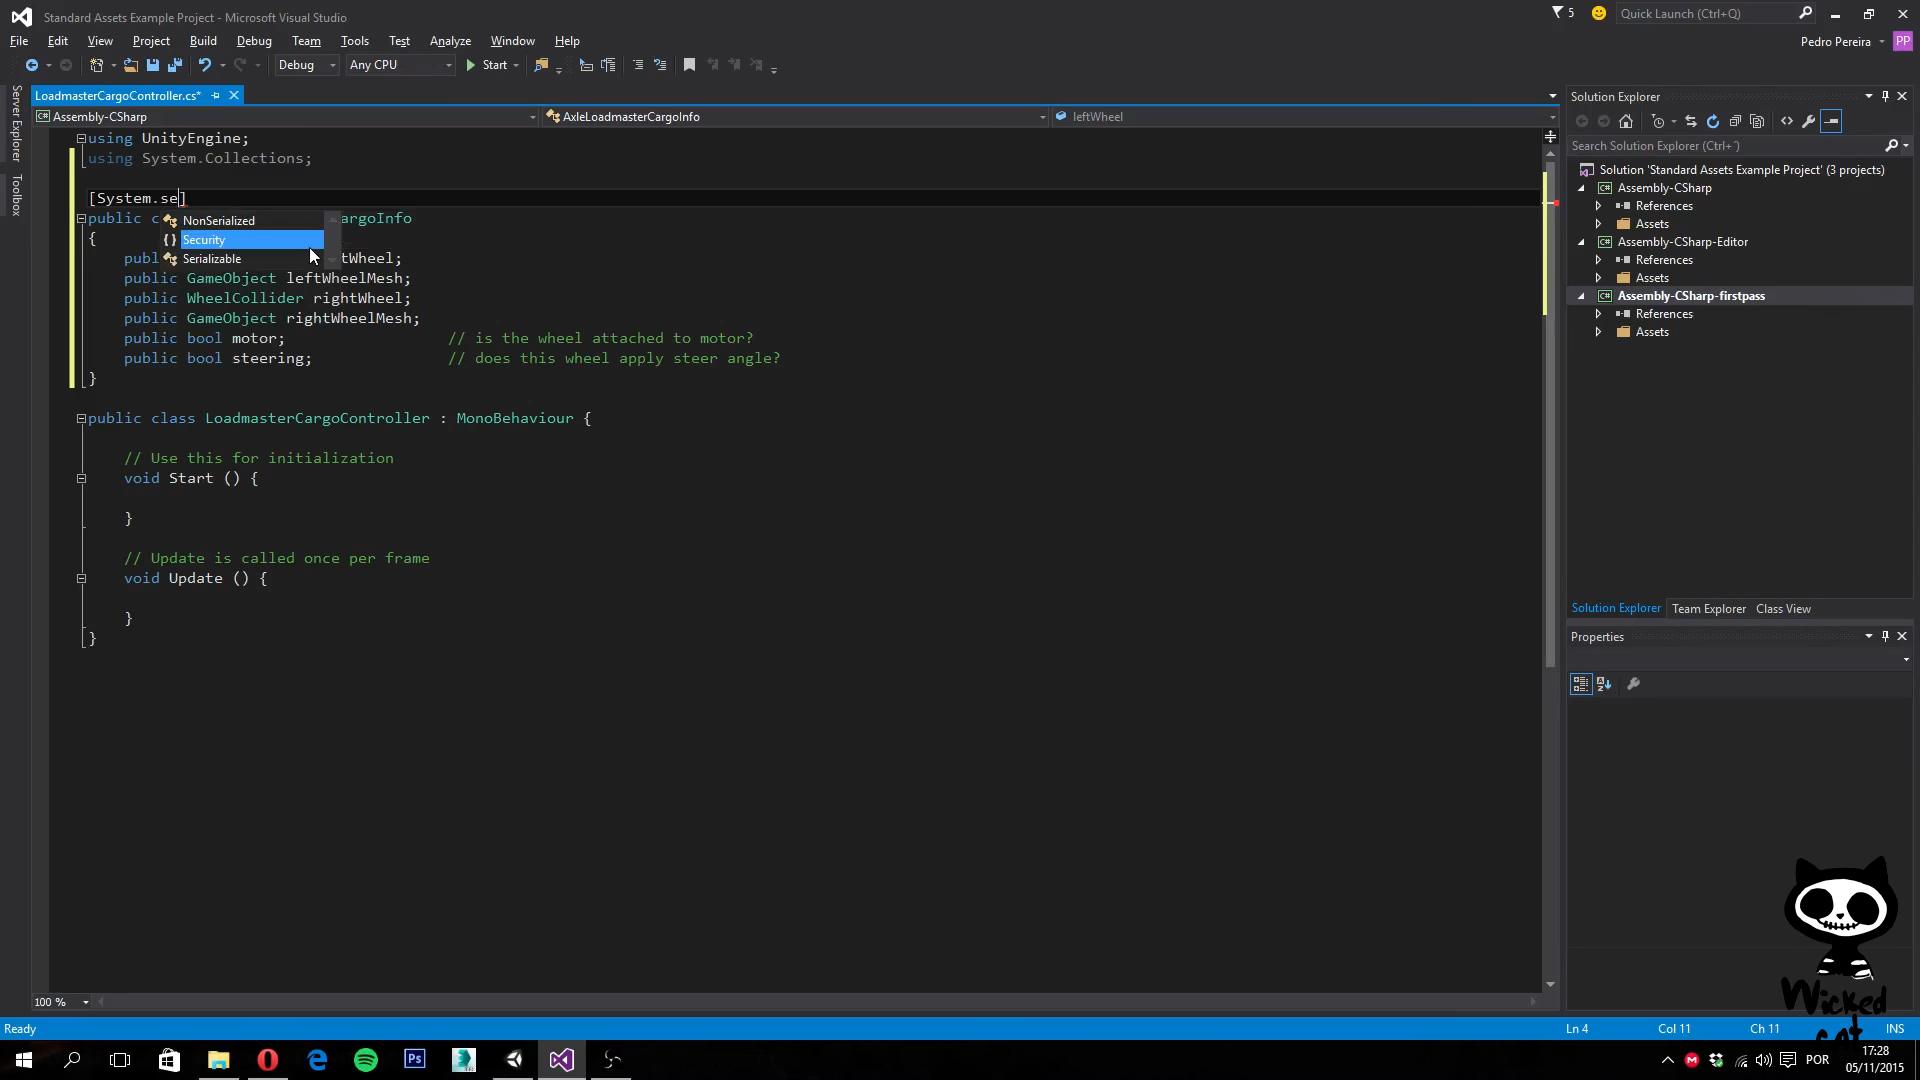 Standard Assets Example Project - Microsoft Visual Studio
5
Quick Launch (Ctrl+Q)
File Edit View Project Build Debug Team Tools Test Analyze Window Help
Pedro Pereira
PP
Debug
Any CPU
Start
Server Explorer
Toolbox
LoadmasterCargoController.cs*
Assembly-CSharp
AxleLoadmasterCargoInfo
leftWheel
using UnityEngine;
using System.Collections;
[System.se]
public c
argoInfo
NonSerialized
{
Security
publ
tWheel;
Serializable
public GameObject leftWheelMesh;
public WheelCollider rightWheel;
public GameObject rightWheelMesh;
public bool motor; // is the wheel attached to motor?
public bool steering; // does this wheel apply steer angle?
}
public class LoadmasterCargoController : MonoBehaviour {
// Use this for initialization
void Start () {
}
// Update is called once per frame
void Update () {
}
}
100 %
Solution Explorer
Search Solution Explorer (Ctrl+´)
Solution 'Standard Assets Example Project' (3 projects)
Assembly-CSharp
References
Assets
Assembly-CSharp-Editor
References
Assets
Assembly-CSharp-firstpass
References
Assets
Solution Explorer Team Explorer Class View
Properties
Wicked
cat
Ready
Ln 4
Col 11
Ch 11
INS
Ps
POR
17:28
05/11/2015